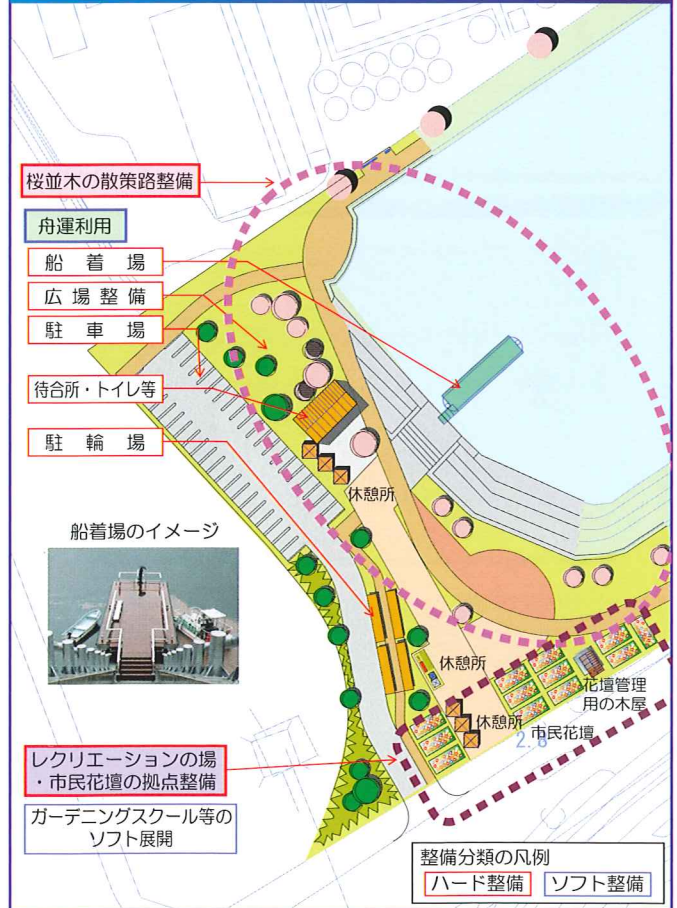 桜並木の散策路整備
舟運利用
船着場
広場整備
駐車場
待合所・トイレ等
駐輪場
休憩所
船着場のイメージ
休憩所
花壇管理
用の木屋
休憩所
市民花壇
2.8
レクリエーションの場
・市民花壇の拠点整備
ガーデニングスクール等の
ソフト展開
整備分類の凡例
ハード整備
ソフト整備